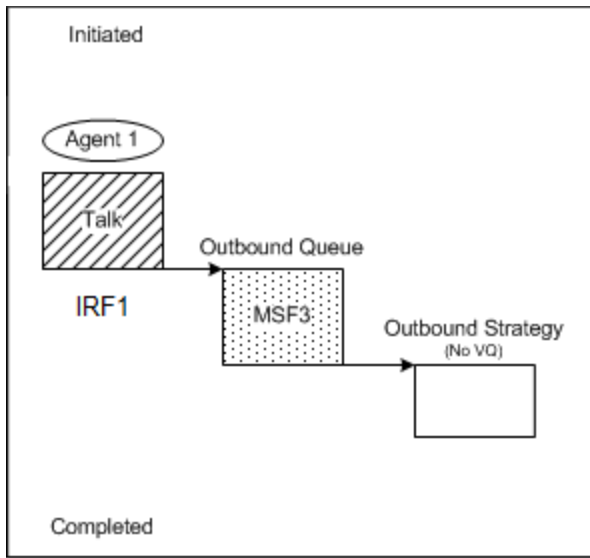 Initiated
Agent 1
Talk
Outbound Queue
IRF1
MSF3
Outbound Strategy
(No VQ)
Completed